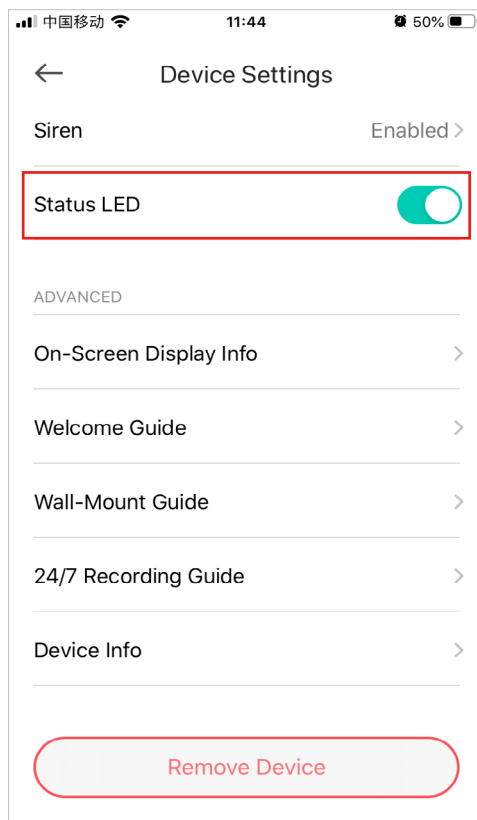 中国移动 11:44 50%
Device Settings
Siren Enabled
Status LED
ADVANCED
On-Screen Display Info
Welcome Guide
Wall-Mount Guide
24/7 Recording Guide
Device Info
Remove Device